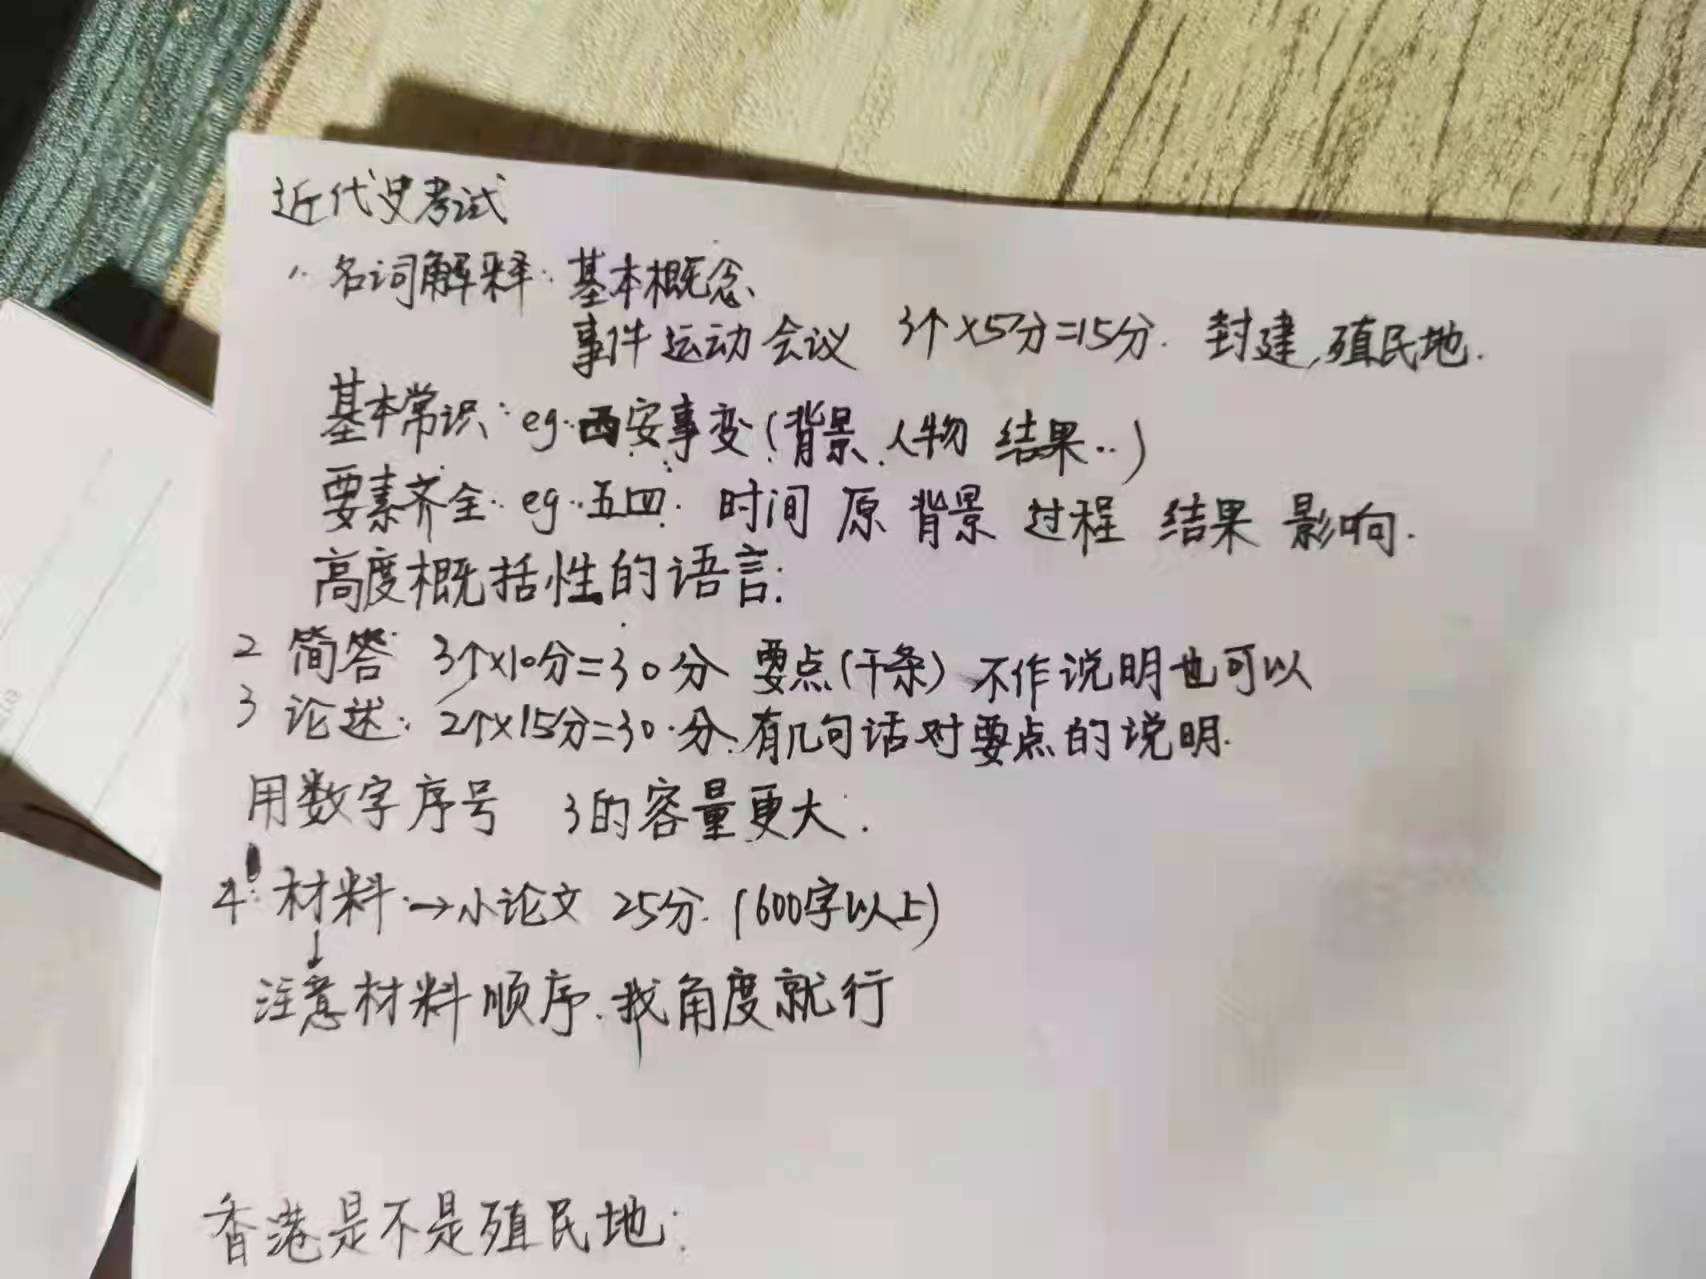 近代史考试
1. 名词解释：基本概念
事件 运动 会议 3个×5分=15分. 封建,殖民地.
基本常识：eg.西安事变(背景.人物 结果..)
要素齐全. eg.五四. 时间 原 背景 过程 结果 影响.
高度概括性的语言;
2 简答 3个×10分=30分 要点(干条) 不作说明也可以
3 论述: 2个×15分=30.分.有几句话对要点的说明.
用数字序号 3的容量更大.
4. 材料→小论文 25分. (600字以上)
↓
注意材料顺序.找角度就行
香港是不是殖民地;